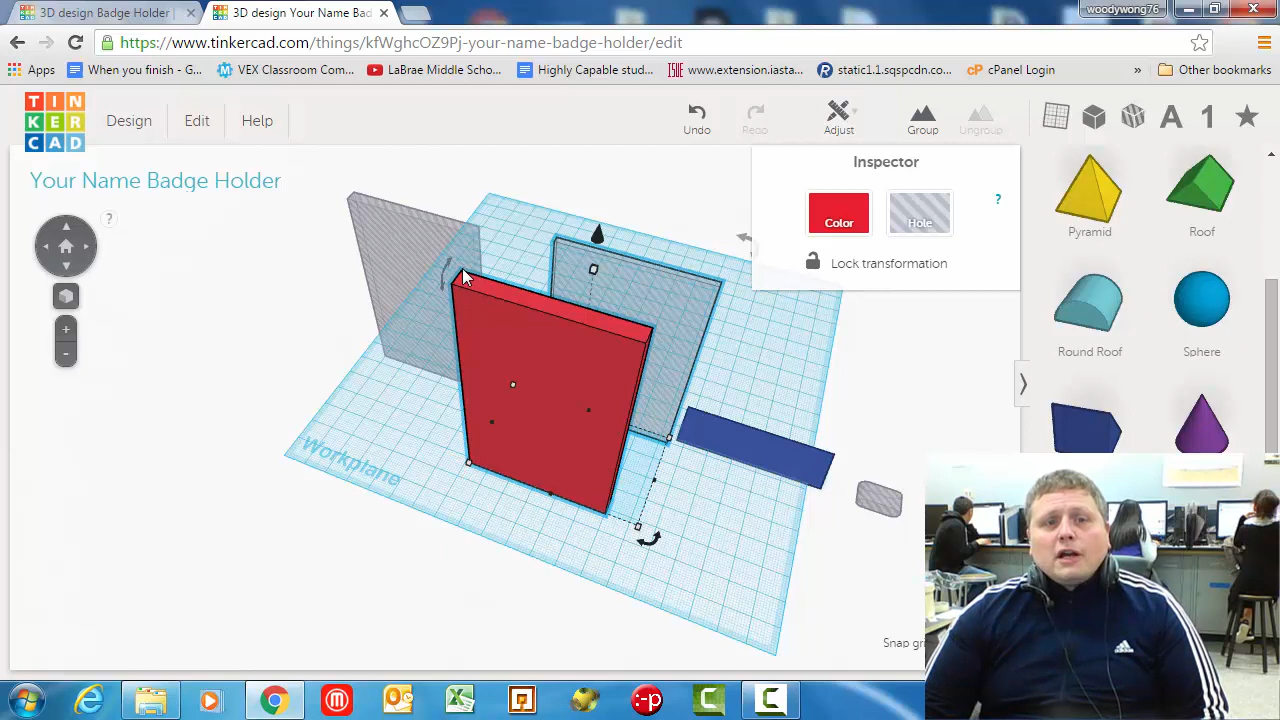 3D design Badge Holder
3D design Your Name Bad
woodywong76
https://www.tinkercad.com/things/kfWghcOZ9Pj-your-name-badge-holder/edit
Apps
When you finish - G...
VEX Classroom Com...
LaBrae Middle Scho...
Highly Capable stud...
www.extension.iasta...
static1.1.sqspcdn.co...
cPanel Login
»
Other bookmarks
TIN
KER
CAD
Design
Edit
Help
Undo
Redo
Adjust
Group
Ungroup
A
1
Your Name Badge Holder
?
Inspector
Color
Hole
?
Lock transformation
Pyramid
Roof
Round Roof
Sphere
Workplane
Snap gr